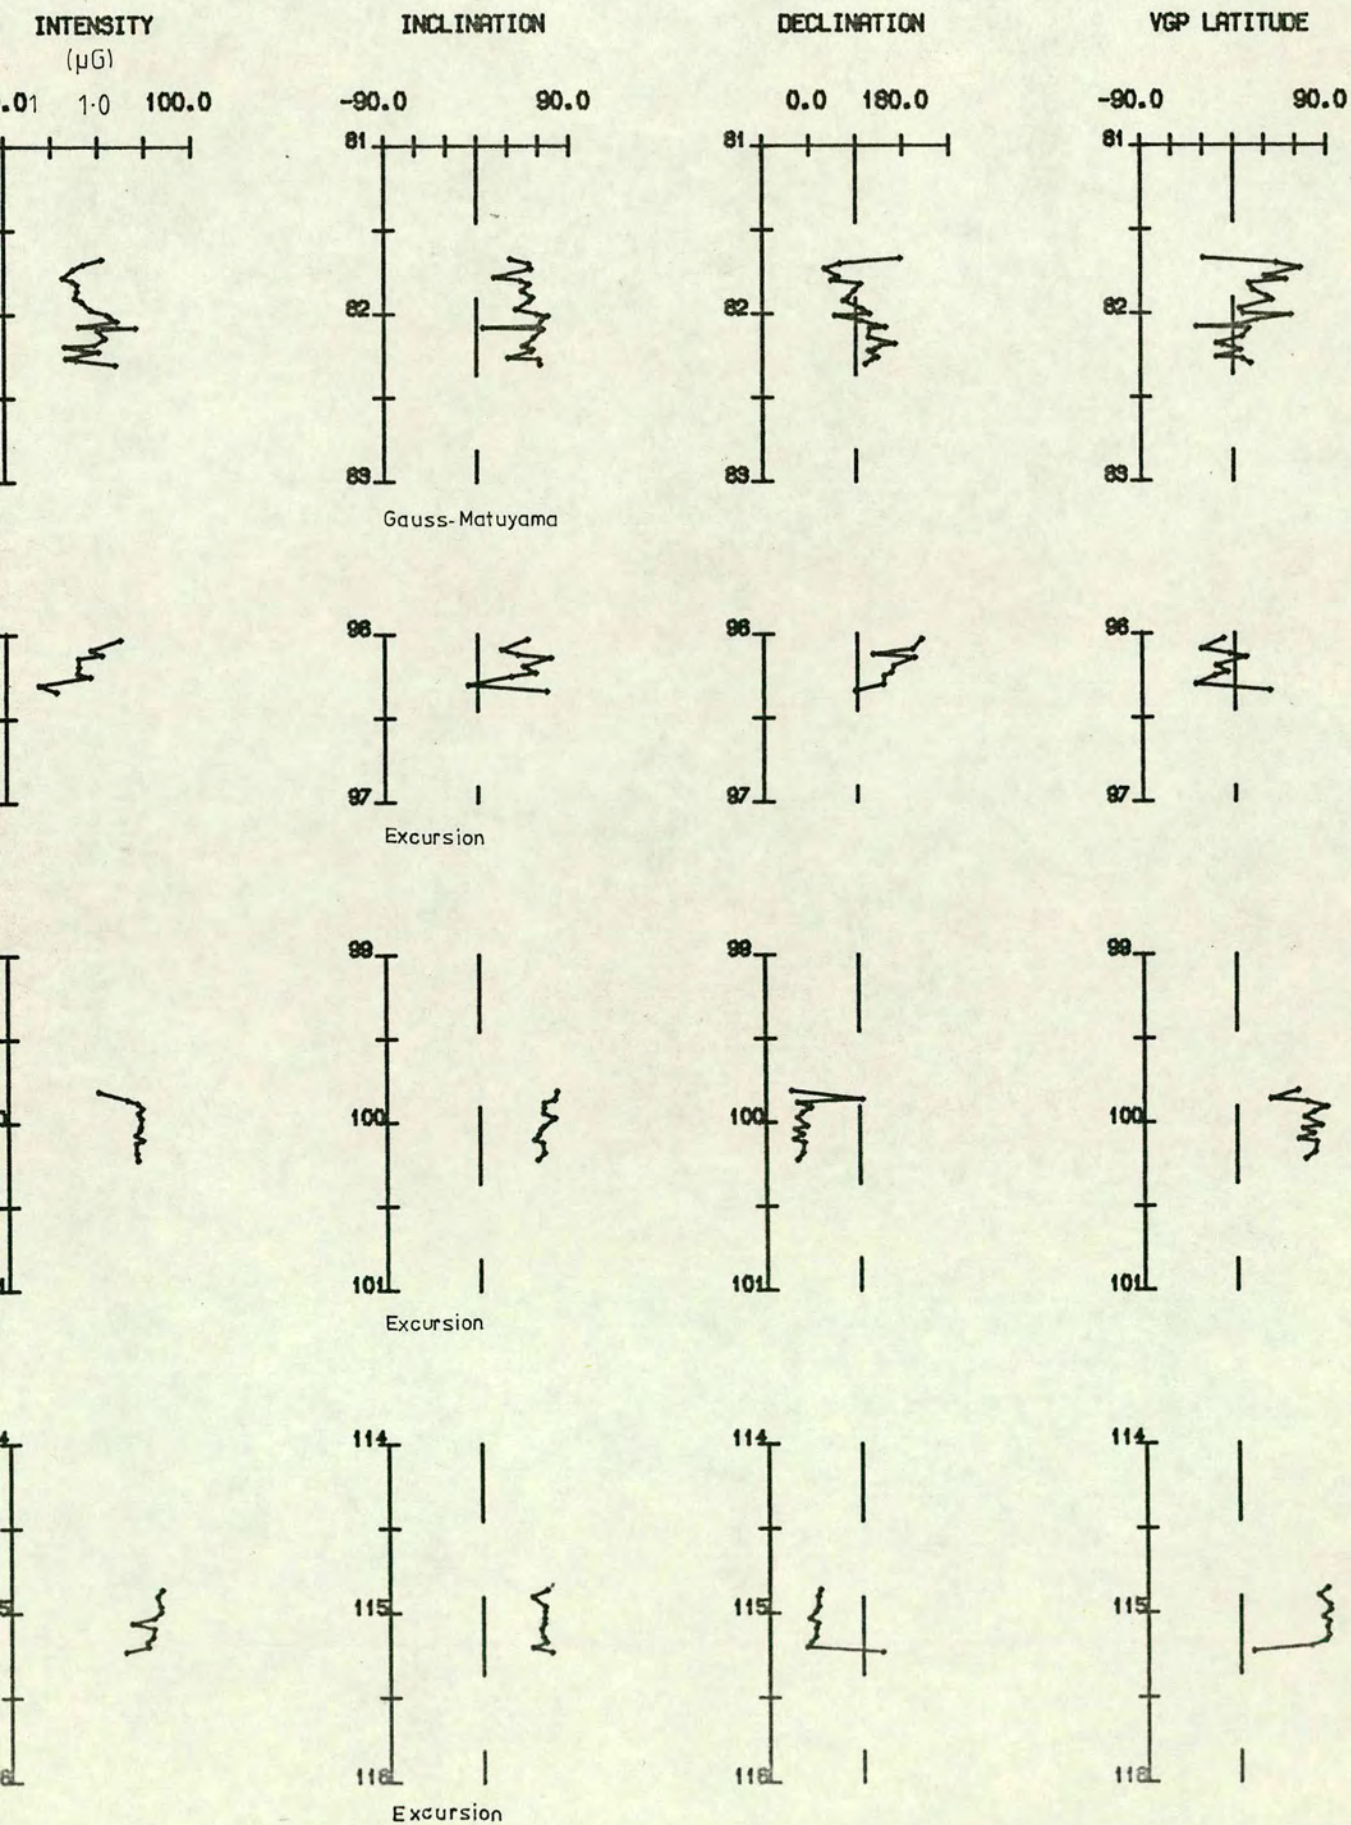 INTENSITY INCLINATION DECLINATION VGP LATITUDE
(μG)
.01 1·0 100.0 -90.0 90.0 0.0 180.0 -90.0 90.0
81 81 81
82 82 82
83 83 83
Gauss-Matuyama
96 96 96
97 97 97
Excursion
99 99 99
100 100 100
101 101 101
Excursion
4 114 114 114
5 115 115 115
6 116 116 116
Excursion